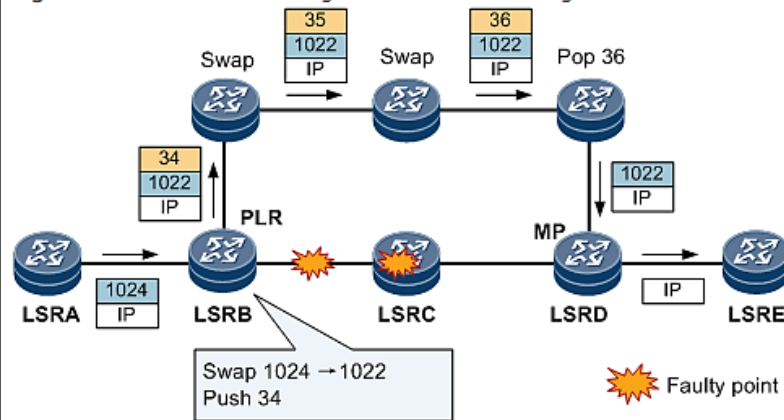 35
1022
IP
36
1022
IP
Swap
Swap
Pop 36
34
1022
IP
1022
IP
PLR
MP
1024
IP
IP
LSRA
LSRB
LSRC
LSRD
LSRE
Swap 1024 →1022
Push 34
Faulty point